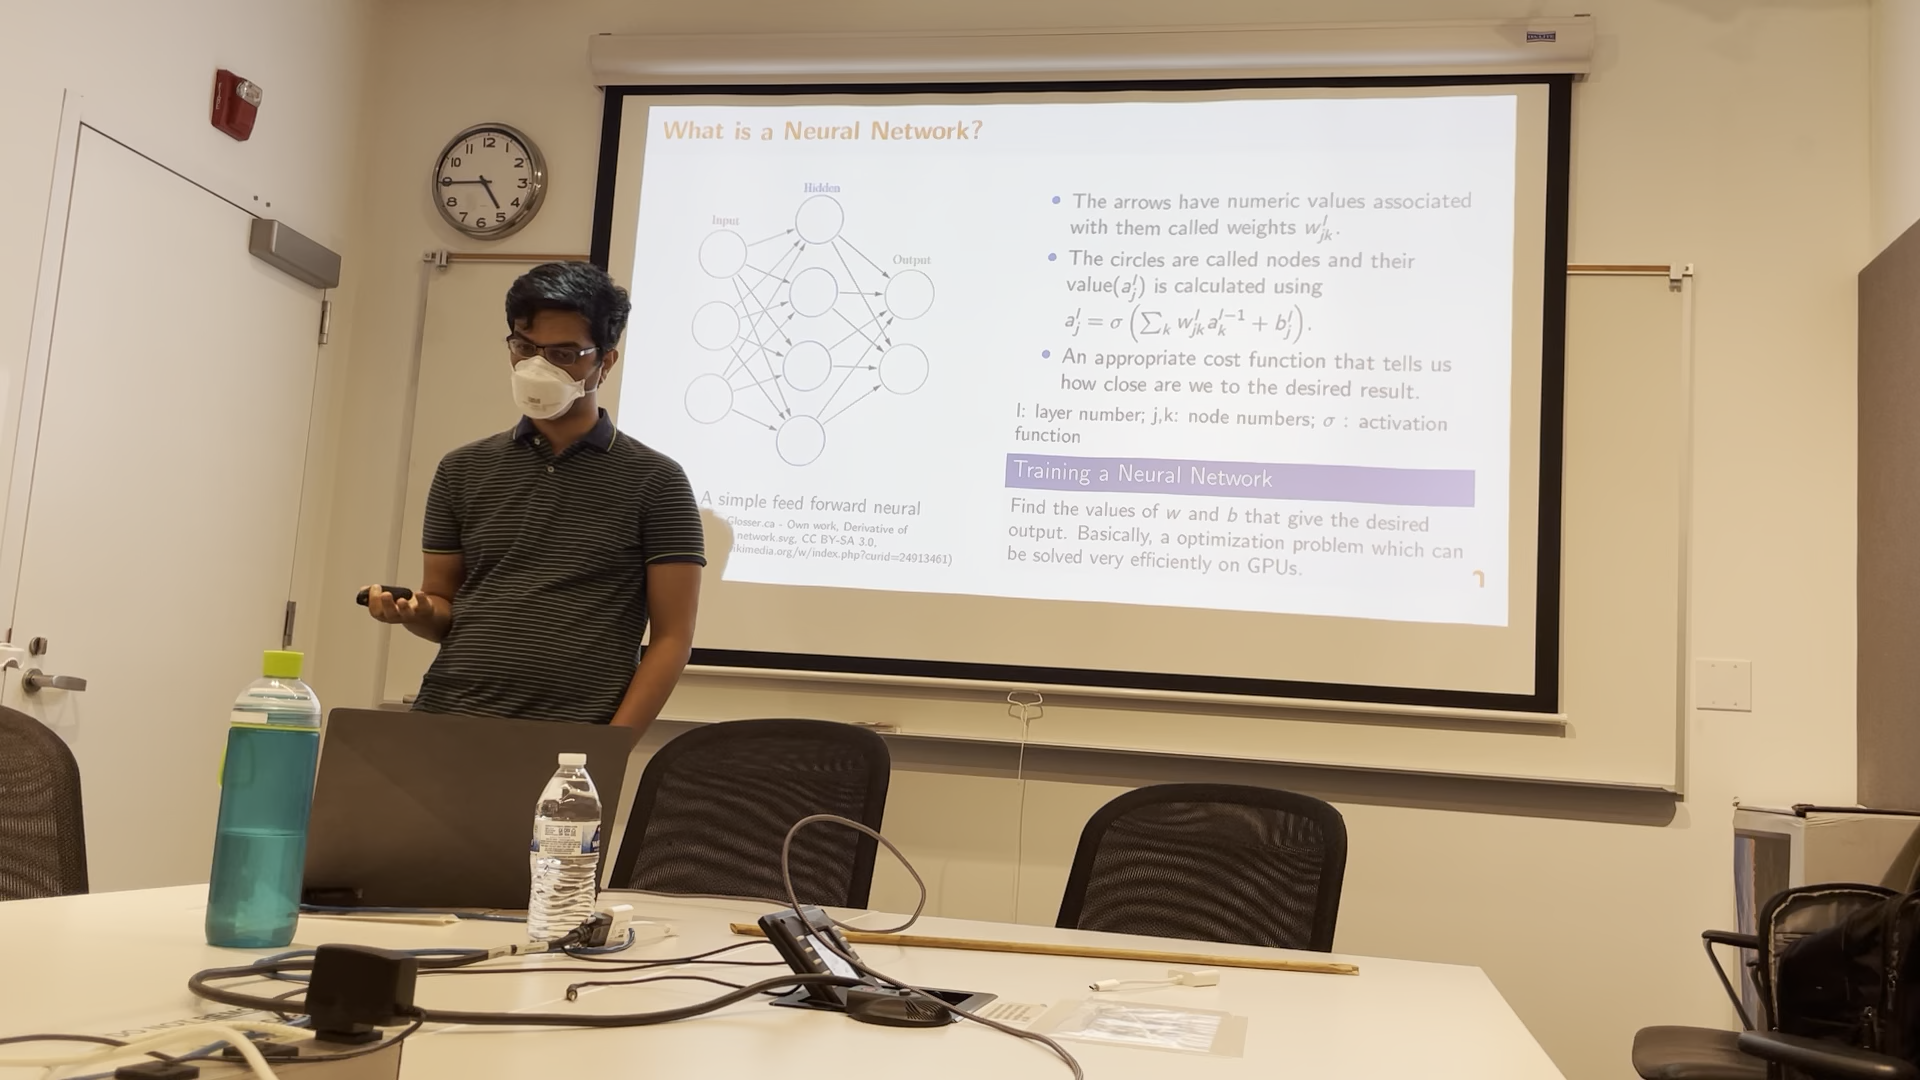 What is a Neural Network?
Hidden
Input
Output
A simple feed forward neural
Glosser.ca - Own work, Derivative of
network.svg, CC BY-SA 3.0,
ikimedia.org/w/index.php?curid=24913461)
• The arrows have numeric values associated
with them called weights w^l_{jk}.
• The circles are called nodes and their
value(a^l_j) is calculated using
a^l_j = σ (∑_k w^l_{jk} a^{l-1}_k + b^l_j).
• An appropriate cost function that tells us
how close are we to the desired result.
l: layer number; j,k: node numbers; σ : activation
function
Training a Neural Network
Find the values of w and b that give the desired
output. Basically, a optimization problem which can
be solved very efficiently on GPUs.
12
1
2
3
4
5
6
7
8
9
10
11